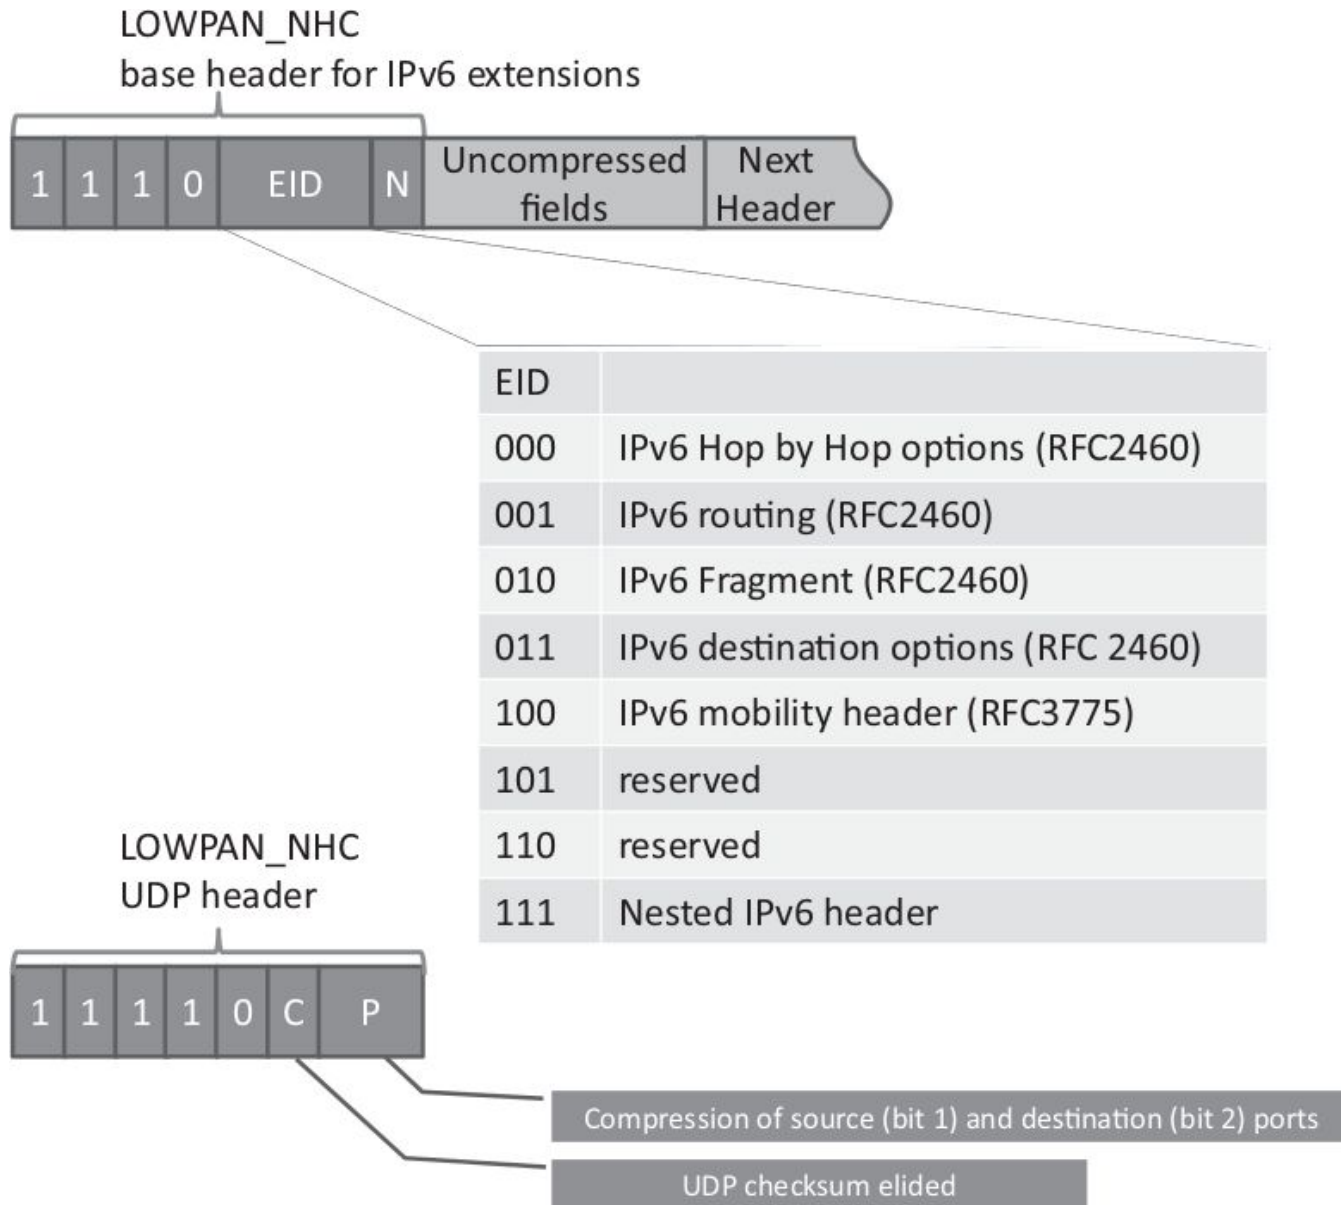 LOWPAN_NHC
base header for IPv6 extensions
1 1 1 0 EID N Uncompressed fields Next Header
EID
000 IPv6 Hop by Hop options (RFC2460)
001 IPv6 routing (RFC2460)
010 IPv6 Fragment (RFC2460)
011 IPv6 destination options (RFC 2460)
100 IPv6 mobility header (RFC3775)
101 reserved
110 reserved
111 Nested IPv6 header
LOWPAN_NHC
UDP header
1 1 1 1 0 C P
Compression of source (bit 1) and destination (bit 2) ports
UDP checksum elided